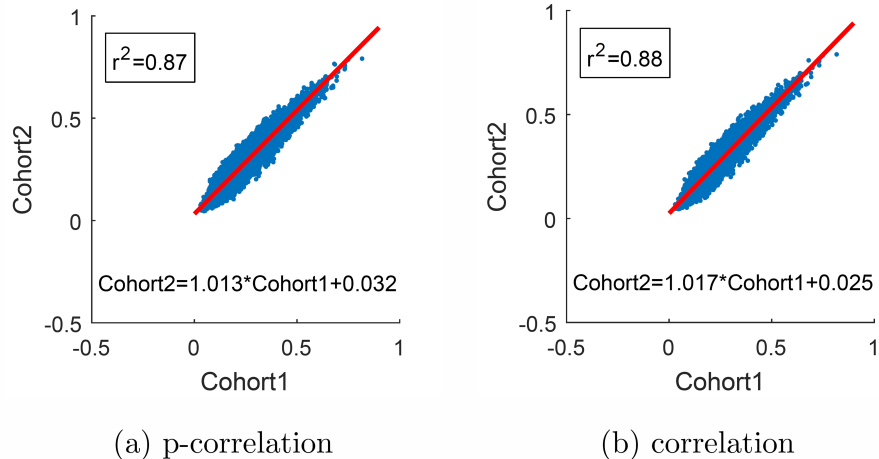 1
r²=0.87
0.5
Cohort2
0
Cohort2=1.013*Cohort1+0.032
-0.5
-0.5 0 0.5 1
Cohort1
(a) p-correlation
1
r²=0.88
0.5
Cohort2
0
Cohort2=1.017*Cohort1+0.025
-0.5
-0.5 0 0.5 1
Cohort1
(b) correlation